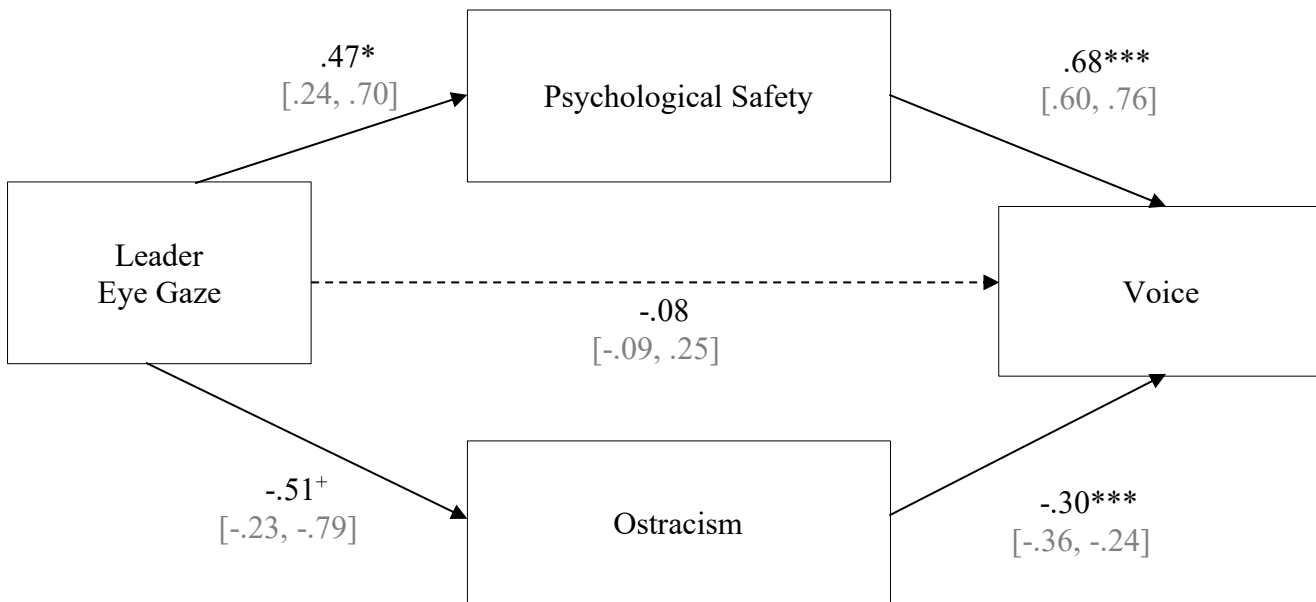 .47*
[.24, .70]
Psychological Safety
.68***
[.60, .76]
Leader
Eye Gaze
-.08
[-.09, .25]
Voice
-.51+
[-.23, -.79]
Ostracism
-.30***
[-.36, -.24]